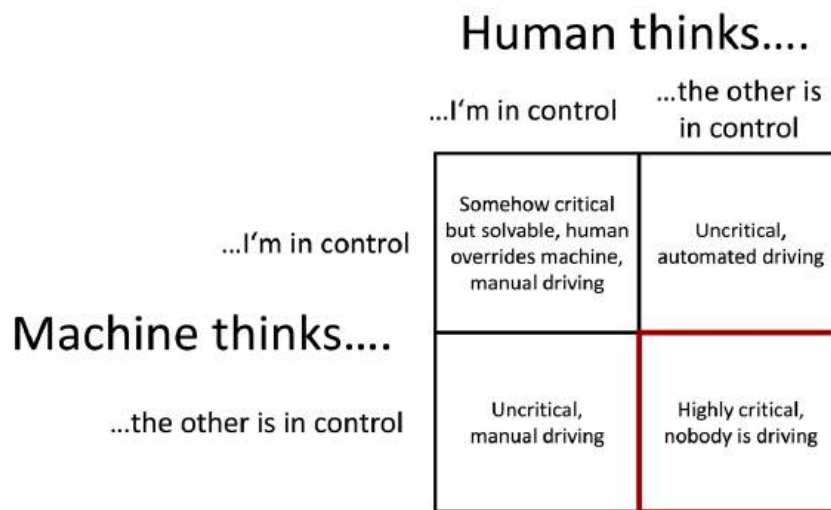 Human thinks....
...I'm in control
...the other is
in control
...I'm in control
Somehow critical
but solvable, human
overrides machine,
manual driving
Uncritical,
automated driving
Machine thinks....
...the other is in control
Uncritical,
manual driving
Highly critical,
nobody is driving